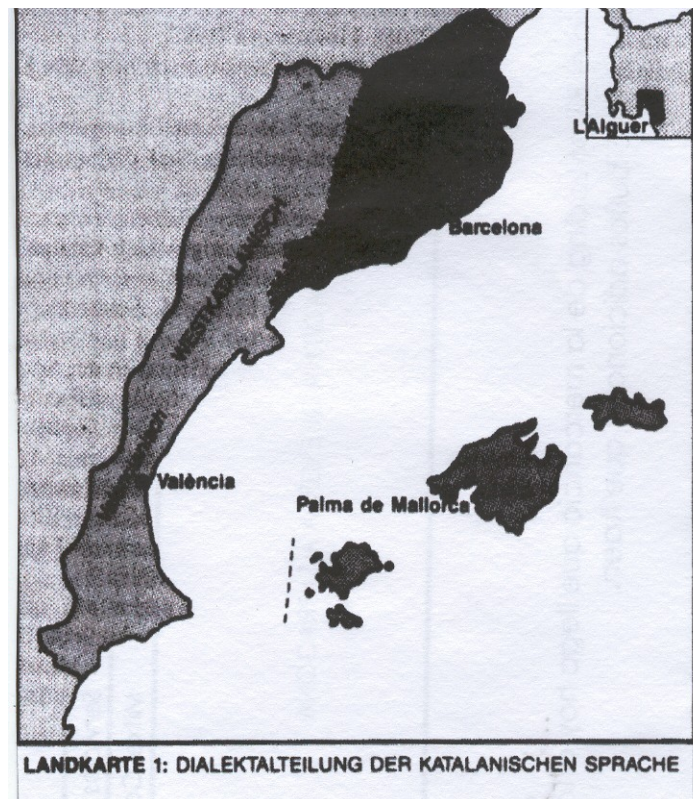 L'Alguer
Barcelona
WESTKATALANISCH
València
Palma de Mallorca
LANDKARTE 1: DIALEKTALTEILUNG DER KATALANISCHEN SPRACHE